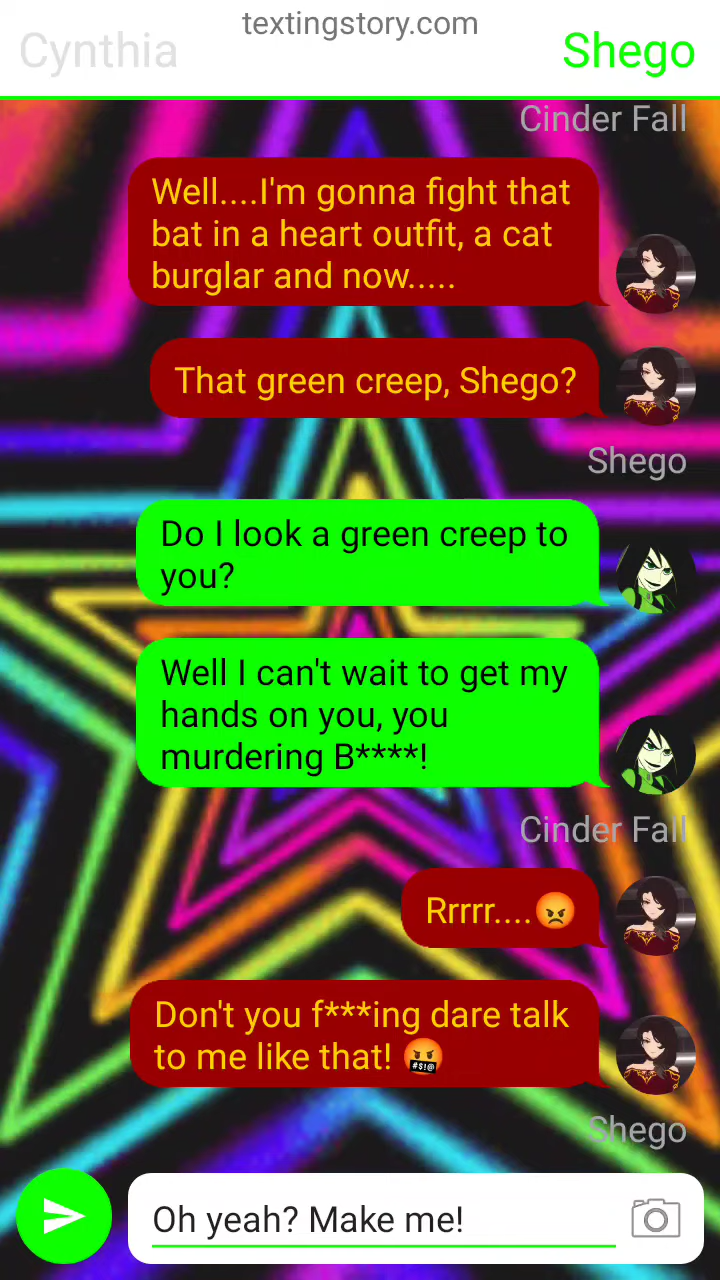 textingstory.com
Cynthia
Shego
Cinder Fall
Well....I'm gonna fight that
bat in a heart outfit, a cat
burglar and now.....
That green creep, Shego?
Shego
Do I look a green creep to
you?
Well I can't wait to get my
hands on you, you
murdering B****!
Cinder Fall
Rrrrr....😡
Don't you f***ing dare talk
to me like that! 🤬
Shego
Oh yeah? Make me!